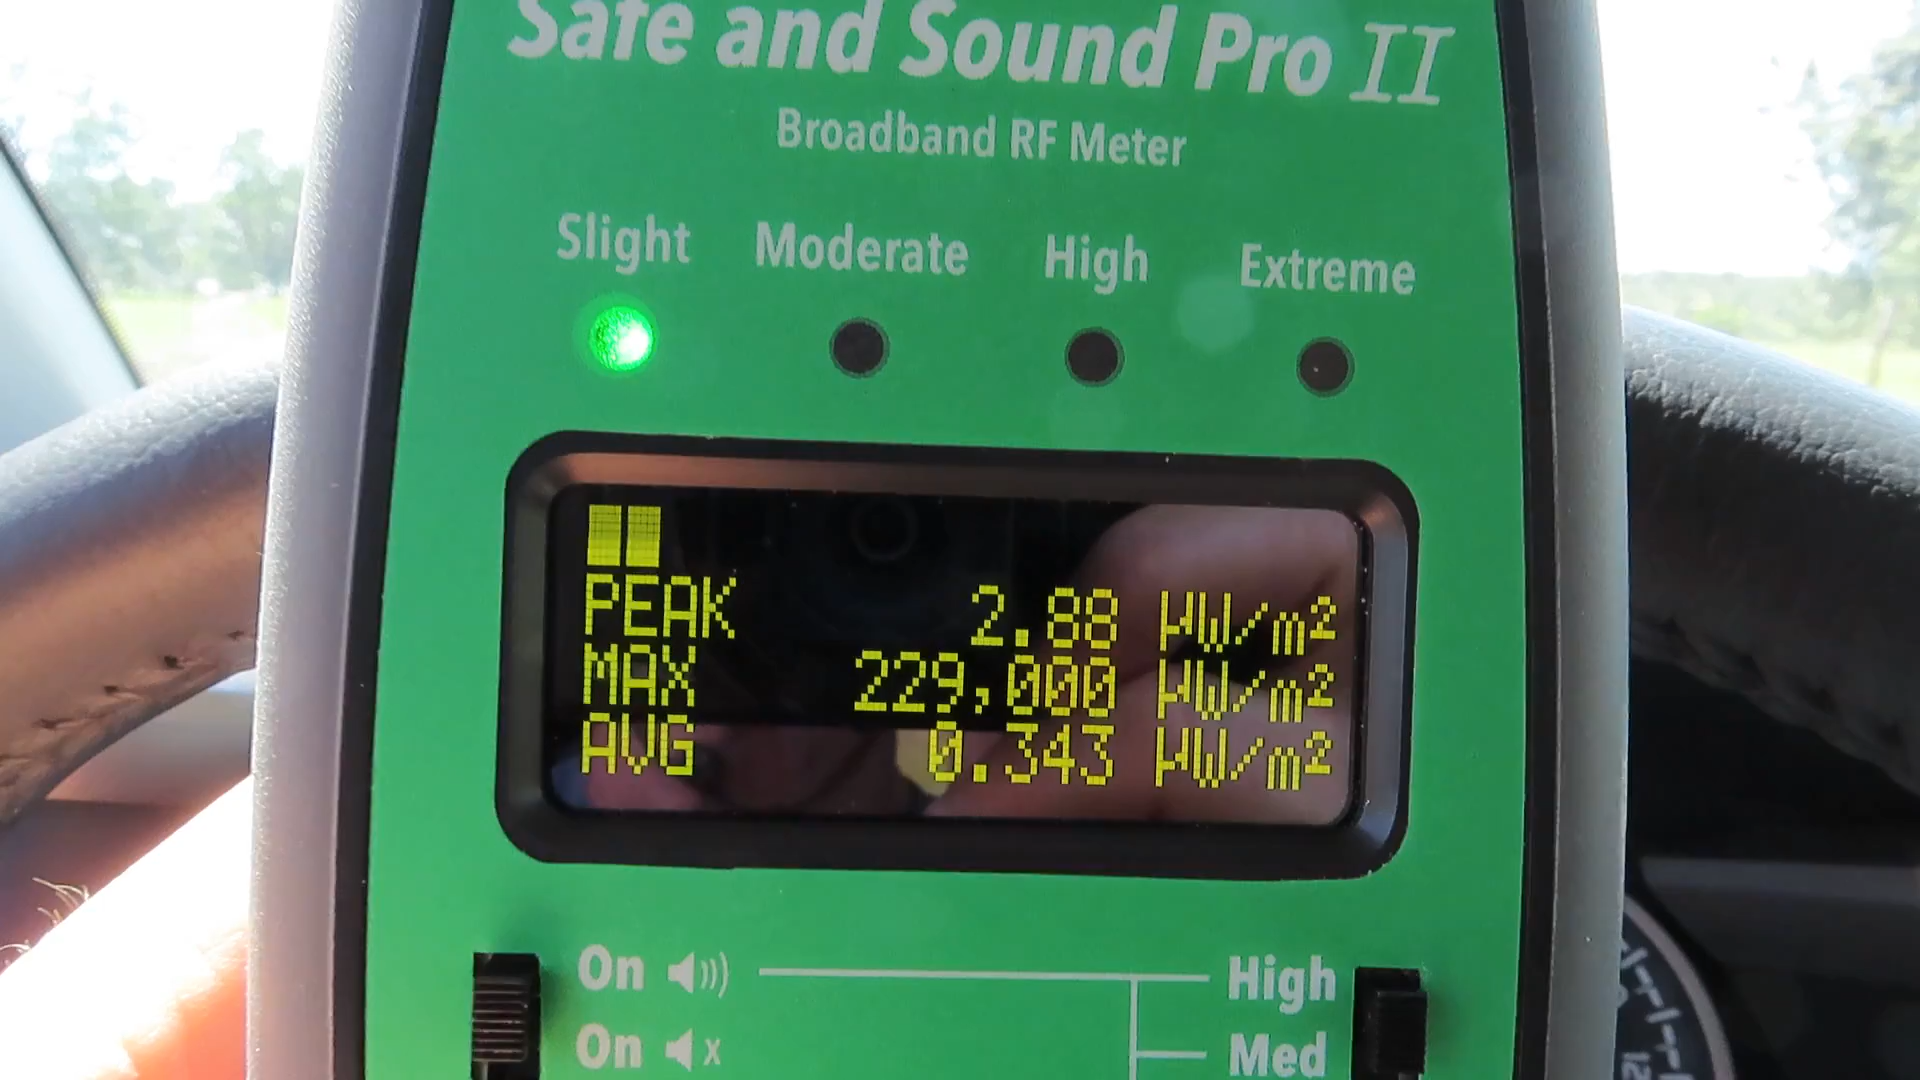 Safe and Sound Pro II
Broadband RF Meter
Slight Moderate High Extreme
PEAK 2.88 µW/m²
MAX 229,000 µW/m²
AVG 0.343 µW/m²
On High
On x Med
12